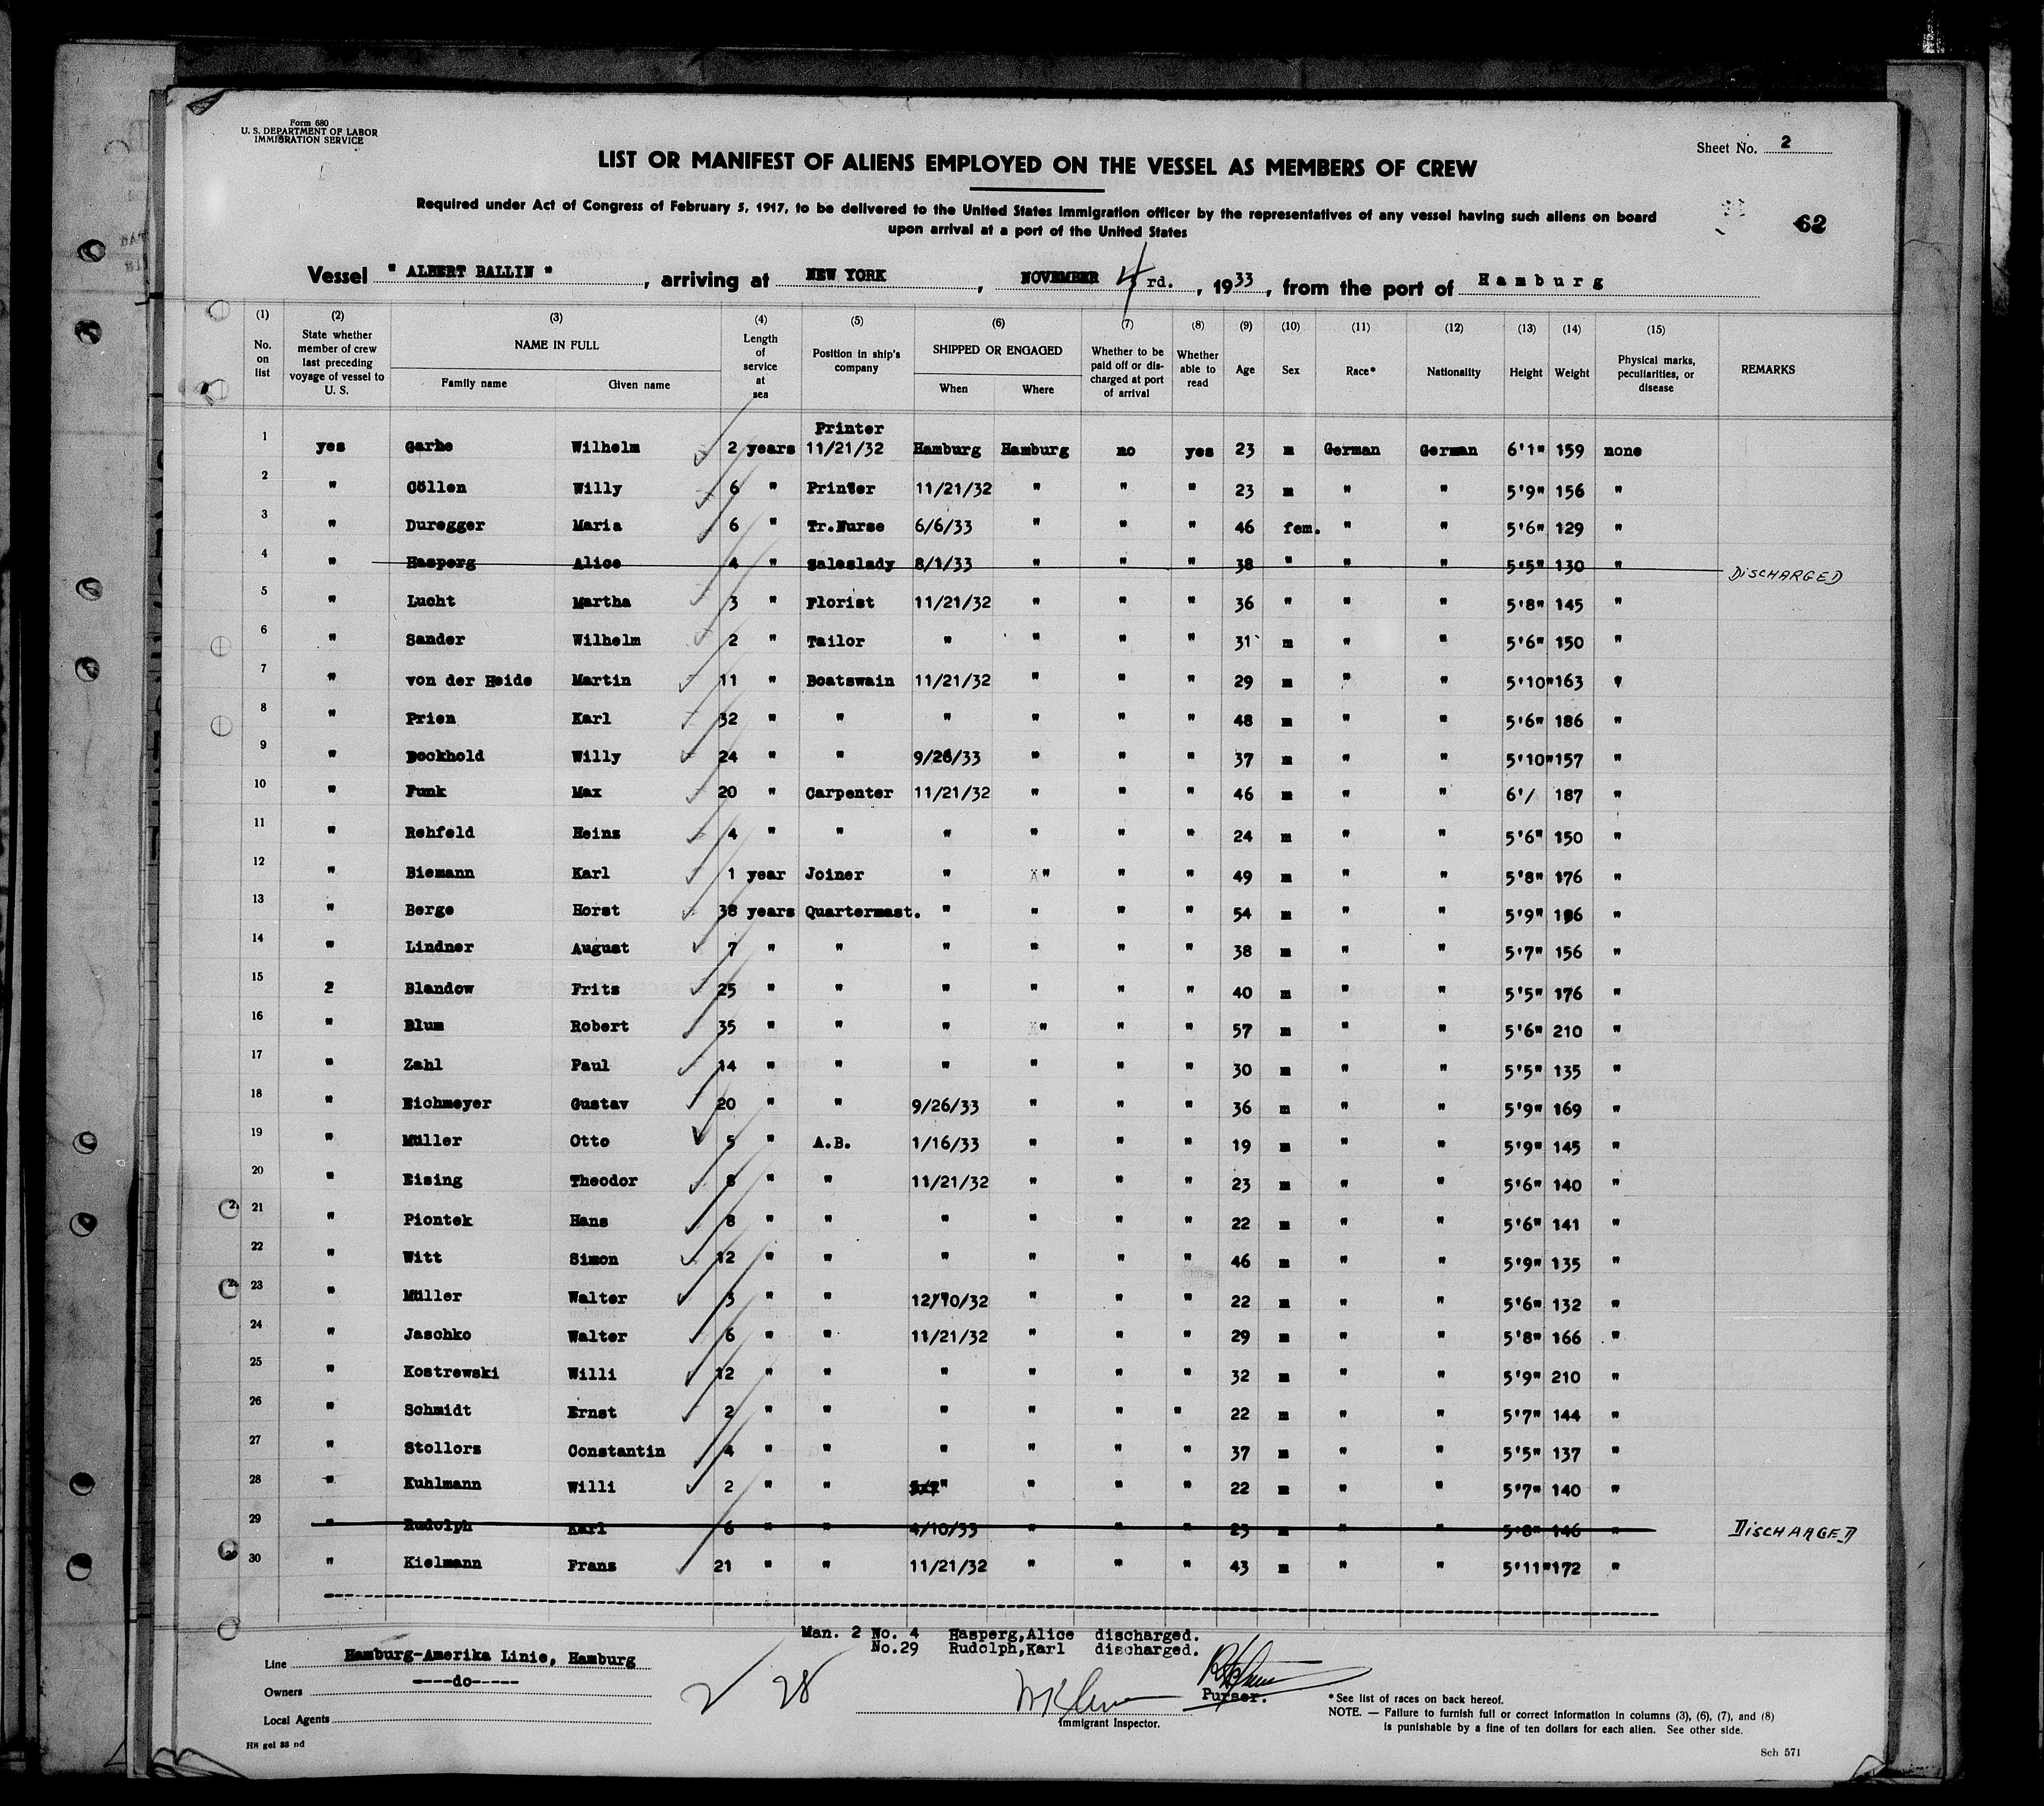 Form 680
U. S. DEPARTMENT OF LABOR
IMMIGRATION SERVICE
Sheet No. 2
LIST OR MANIFEST OF ALIENS EMPLOYED ON THE VESSEL AS MEMBERS OF CREW
Required under Act of Congress of February 5, 1917, to be delivered to the United States Immigration officer by the representatives of any vessel having such aliens on board
upon arrival at a port of the United States
62
Vessel " ALBERT BALLIN " , arriving at NEW YORK , NOVEMBER 4 rd. , 1933 , from the port of Hamburg
(1) (2) (3) (4) (5) (6) (7) (8) (9) (10) (11) (12) (13) (14) (15)
No. on list State whether member of crew last preceding voyage of vessel to U. S. NAME IN FULL Length of service at sea Position in ship's company SHIPPED OR ENGAGED Whether to be paid off or discharged at port of arrival Whether able to read Age Sex Race* Nationality Height Weight Physical marks, peculiarities, or disease REMARKS
Family name Given name When Where
Printer
1 yes Garhe Wilhelm 2 years 11/21/32 Hamburg Hamburg no yes 23 m German German 6'1" 159 none
2 " Cöllen Willy 6 " Printer 11/21/32 " " " 23 m " " 5'9" 156 "
3 " Duregger Maria 6 " Tr.Nurse 6/6/33 " " " 46 fem. " " 5'6" 129 "
4 " Hasperg Alice 4 " Saleslady 8/1/33 " " " 38 " " " 5'5" 130 " DISCHARGED
5 " Lucht Martha 3 " Florist 11/21/32 " " " 36 " " " 5'8" 145 "
6 " Sander Wilhelm 2 " Tailor " " " " 31 m " " 5'6" 150 "
7 " von der Heide Martin 11 " Boatswain 11/21/32 " " " 29 m " " 5'10" 163 "
8 " Prien Karl 32 " " " " " " 48 m " " 5'6" 186 "
9 " Bockhold Willy 24 " " 9/26/33 " " " 37 m " " 5'10" 157 "
10 " Funk Max 20 " Carpenter 11/21/32 " " " 46 m " " 6'/ 187 "
11 " Rehfeld Heinz 4 " " " " " " 24 m " " 5'6" 150 "
12 " Biemann Karl 1 year Joiner " " " " 49 m " " 5'8" 176 "
13 " Berge Horst 38 years Quartermast. " " " " 54 m " " 5'9" 186 "
14 " Lindner August 7 " " " " " " 38 m " " 5'7" 156 "
15 2 Blandow Fritz 25 " " " " " " 40 m " " 5'5" 176 "
16 " Blum Robert 35 " " " " " " 57 m " " 5'6" 210 "
17 " Zahl Paul 14 " " " " " " 30 m " " 5'5" 135 "
18 " Eichmeyer Gustav 20 " " 9/26/33 " " " 36 m " " 5'9" 169 "
19 " Müller Otto 5 " A.B. 1/16/33 " " " 19 m " " 5'9" 145 "
20 " Eising Theodor 8 " " 11/21/32 " " " 23 m " " 5'6" 140 "
21 " Piontek Hans 8 " " " " " " 22 m " " 5'6" 141 "
22 " Witt Simon 12 " " " " " " 46 m " " 5'9" 135 "
23 " Müller Walter 3 " " 12/10/32 " " " 22 m " " 5'6" 132 "
24 " Jaschko Walter 6 " " 11/21/32 " " " 29 m " " 5'8" 166 "
25 " Kostrewski Willi 12 " " " " " " 32 m " " 5'9" 210 "
26 " Schmidt Ernst 2 " " " " " " 22 m " " 5'7" 144 "
27 " Stollors Constantin 4 " " " " " " 37 m " " 5'5" 137 "
28 " Kuhlmann Willi 2 " " " " " " 22 m " " 5'7" 140 "
29 " Rudolph Karl 6 " " 4/10/33 " " " 23 m " " 5'8" 146 " DISCHARGED
30 " Kielmann Franz 21 " " 11/21/32 " " " 43 m " " 5'11" 172 "
Man. 2 No. 4 Hasperg,Alice discharged.
No.29 Rudolph,Karl discharged.
Line Hamburg-Amerika Linie, Hamburg
Owners ----do-----
Local Agents
2 28
Purser.
Immigrant Inspector.
* See list of races on back hereof.
NOTE. — Failure to furnish full or correct information in columns (3), (6), (7), and (8)
is punishable by a fine of ten dollars for each alien. See other side.
H8 gel 88 nd
Sch 571